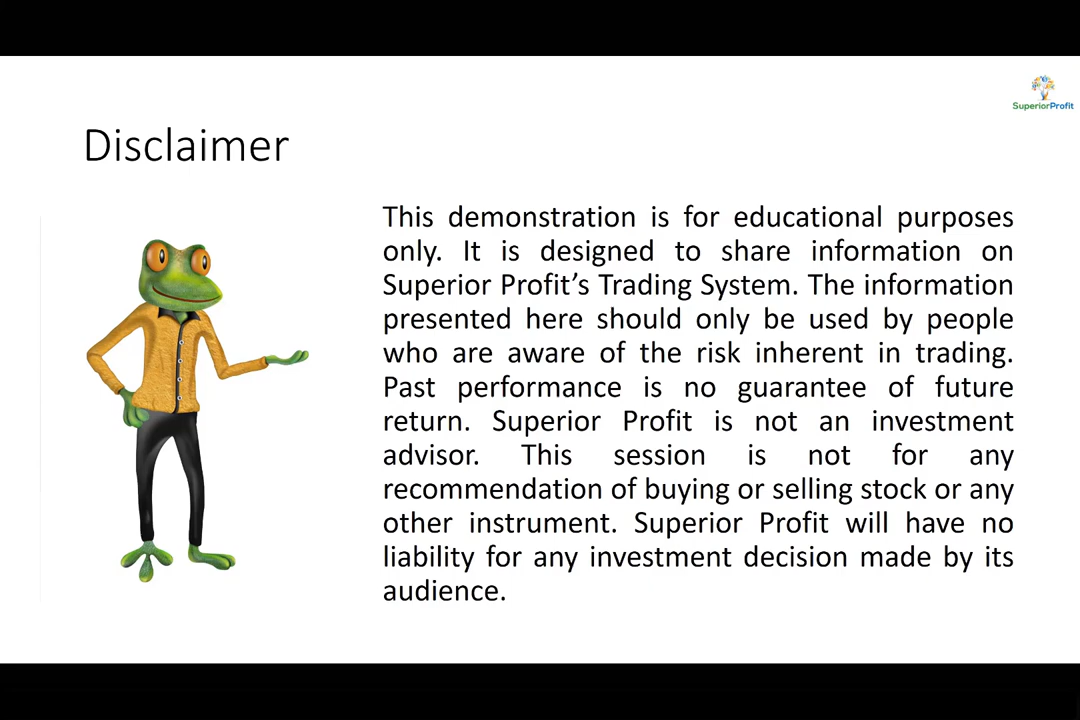 SuperiorProfit
Disclaimer
This demonstration is for educational purposes
only. It is designed to share information on
Superior Profit’s Trading System. The information
presented here should only be used by people
who are aware of the risk inherent in trading.
Past performance is no guarantee of future
return. Superior Profit is not an investment
advisor. This session is not for any
recommendation of buying or selling stock or any
other instrument. Superior Profit will have no
liability for any investment decision made by its
audience.